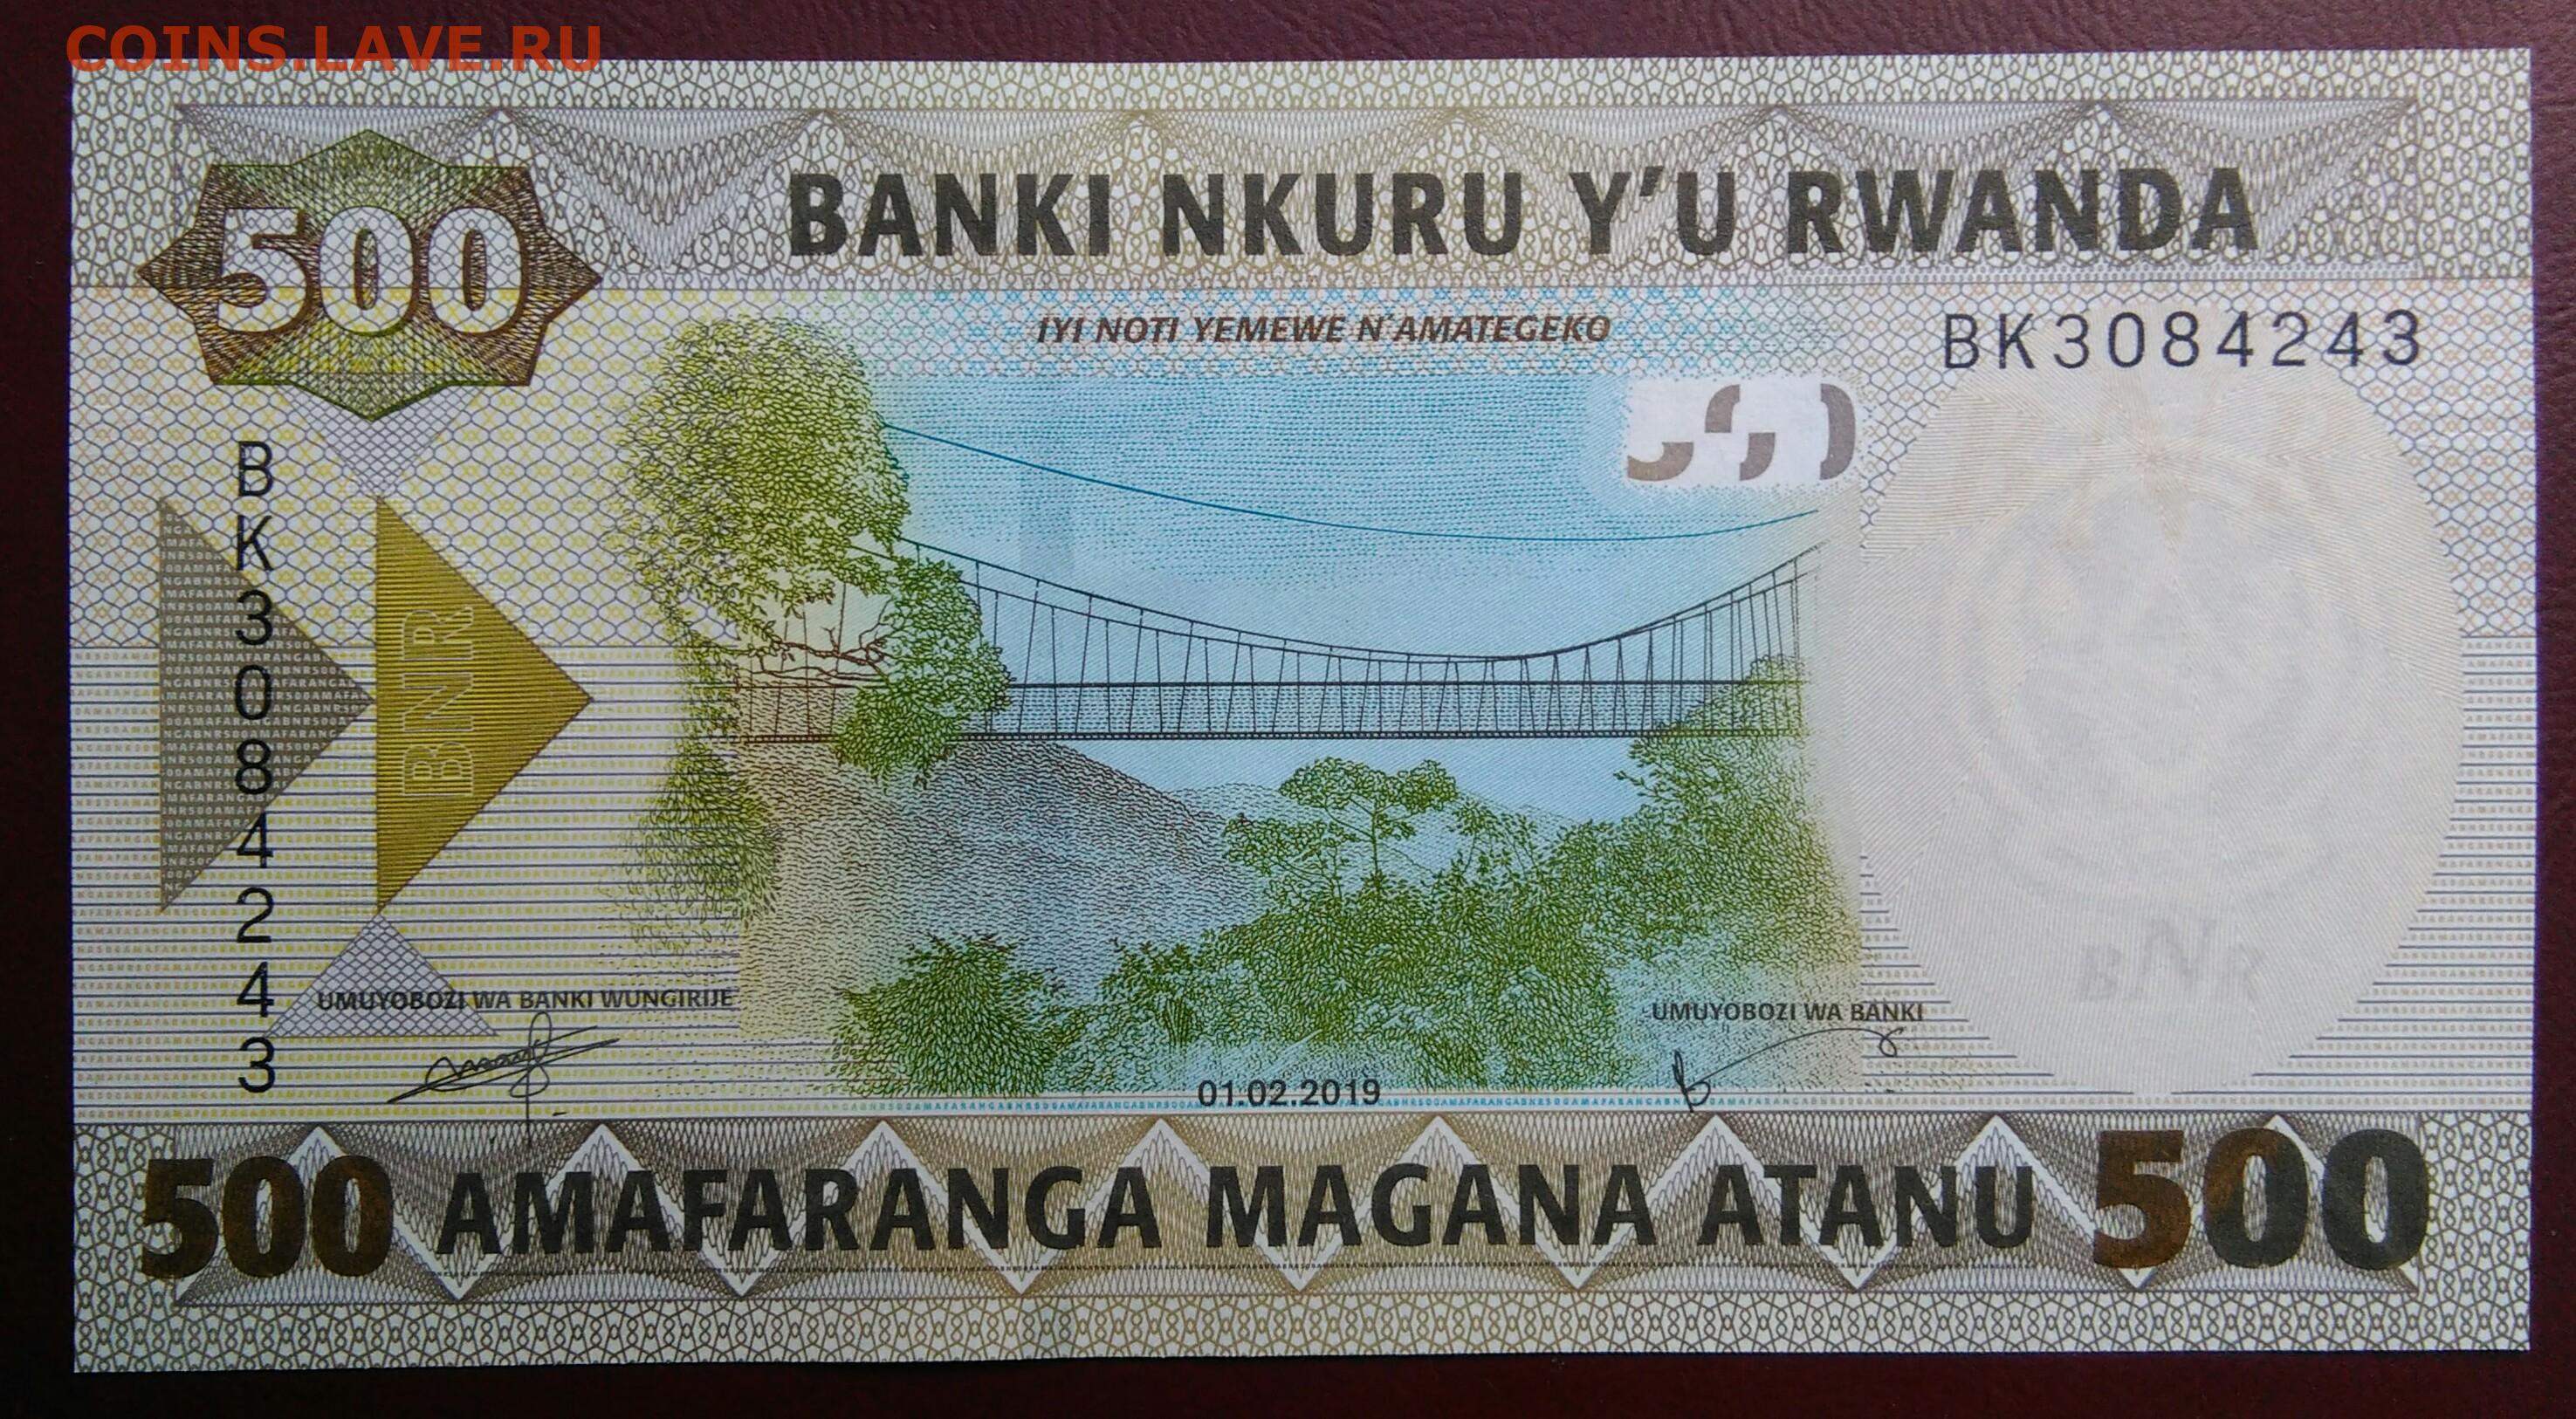 COINS.LAVE.RU
500
BANKI NKURU Y'U RWANDA
IYI NOTI YEMEWE N'AMATEGEKO
BK3084243
BK3084243
BNR
BNR
UMUYOBOZI WA BANKI WUNGIRIJE
UMUYOBOZI WA BANKI
01.02.2019
500 AMAFARANGA MAGANA ATANU 500